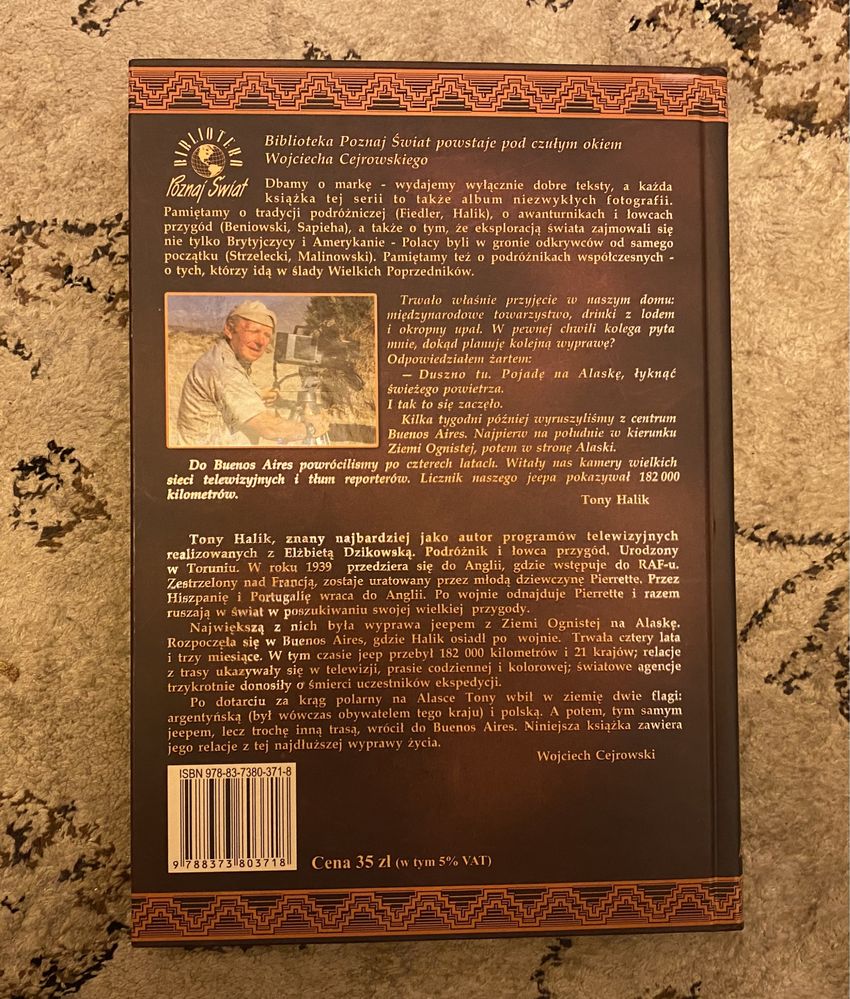 BIBLIOTEKA
Poznaj Świat
Biblioteka Poznaj Świat powstaje pod czułym okiem
Wojciecha Cejrowskiego
Dbamy o markę - wydajemy wyłącznie dobre teksty, a każda
książka tej serii to także album niezwykłych fotografii.
Pamiętamy o tradycji podróżniczej (Fiedler, Halik), o awanturnikach i łowcach
przygód (Beniowski, Sapieha), a także o tym, że eksploracją świata zajmowali się
nie tylko Brytyjczycy i Amerykanie - Polacy byli w gronie odkrywców od samego
początku (Strzelecki, Malinowski). Pamiętamy też o podróżnikach współczesnych -
o tych, którzy idą w ślady Wielkich Poprzedników.
Trwało właśnie przyjęcie w naszym domu:
międzynarodowe towarzystwo, drinki z lodem
i okropny upał. W pewnej chwili kolega pyta
mnie, dokąd planuję kolejną wyprawę?
Odpowiedziałem żartem:
— Duszno tu. Pojadę na Alaskę, łyknąć
świeżego powietrza.
I tak to się zaczęło.
Kilka tygodni później wyruszyliśmy z centrum
Buenos Aires. Najpierw na południe w kierunku
Ziemi Ognistej, potem w stronę Alaski.
Do Buenos Aires powróciliśmy po czterech latach. Witały nas kamery wielkich
sieci telewizyjnych i tłum reporterów. Licznik naszego jeepa pokazywał 182 000
kilometrów.
Tony Halik
Tony Halik, znany najbardziej jako autor programów telewizyjnych
realizowanych z Elżbietą Dzikowską. Podróżnik i łowca przygód. Urodzony
w Toruniu. W roku 1939 przedziera się do Anglii, gdzie wstępuje do RAF-u.
Zestrzelony nad Francją, zostaje uratowany przez młodą dziewczynę Pierrette. Przez
Hiszpanię i Portugalię wraca do Anglii. Po wojnie odnajduje Pierrette i razem
ruszają w świat w poszukiwaniu swojej wielkiej przygody.
Największą z nich była wyprawa jeepem z Ziemi Ognistej na Alaskę.
Rozpoczęła się w Buenos Aires, gdzie Halik osiadł po wojnie. Trwała cztery lata
i trzy miesiące. W tym czasie jeep przebył 182 000 kilometrów i 21 krajów; relacje
z trasy ukazywały się w telewizji, prasie codziennej i kolorowej; światowe agencje
trzykrotnie donosiły o śmierci uczestników ekspedycji.
Po dotarciu za krąg polarny na Alasce Tony wbił w ziemię dwie flagi:
argentyńską (był wówczas obywatelem tego kraju) i polską. A potem, tym samym
jeepem, lecz trochę inną trasą, wrócił do Buenos Aires. Niniejsza książka zawiera
jego relacje z tej najdłuższej wyprawy życia.
Wojciech Cejrowski
ISBN 978-83-7380-371-8
9 788373 803718
Cena 35 zł (w tym 5% VAT)